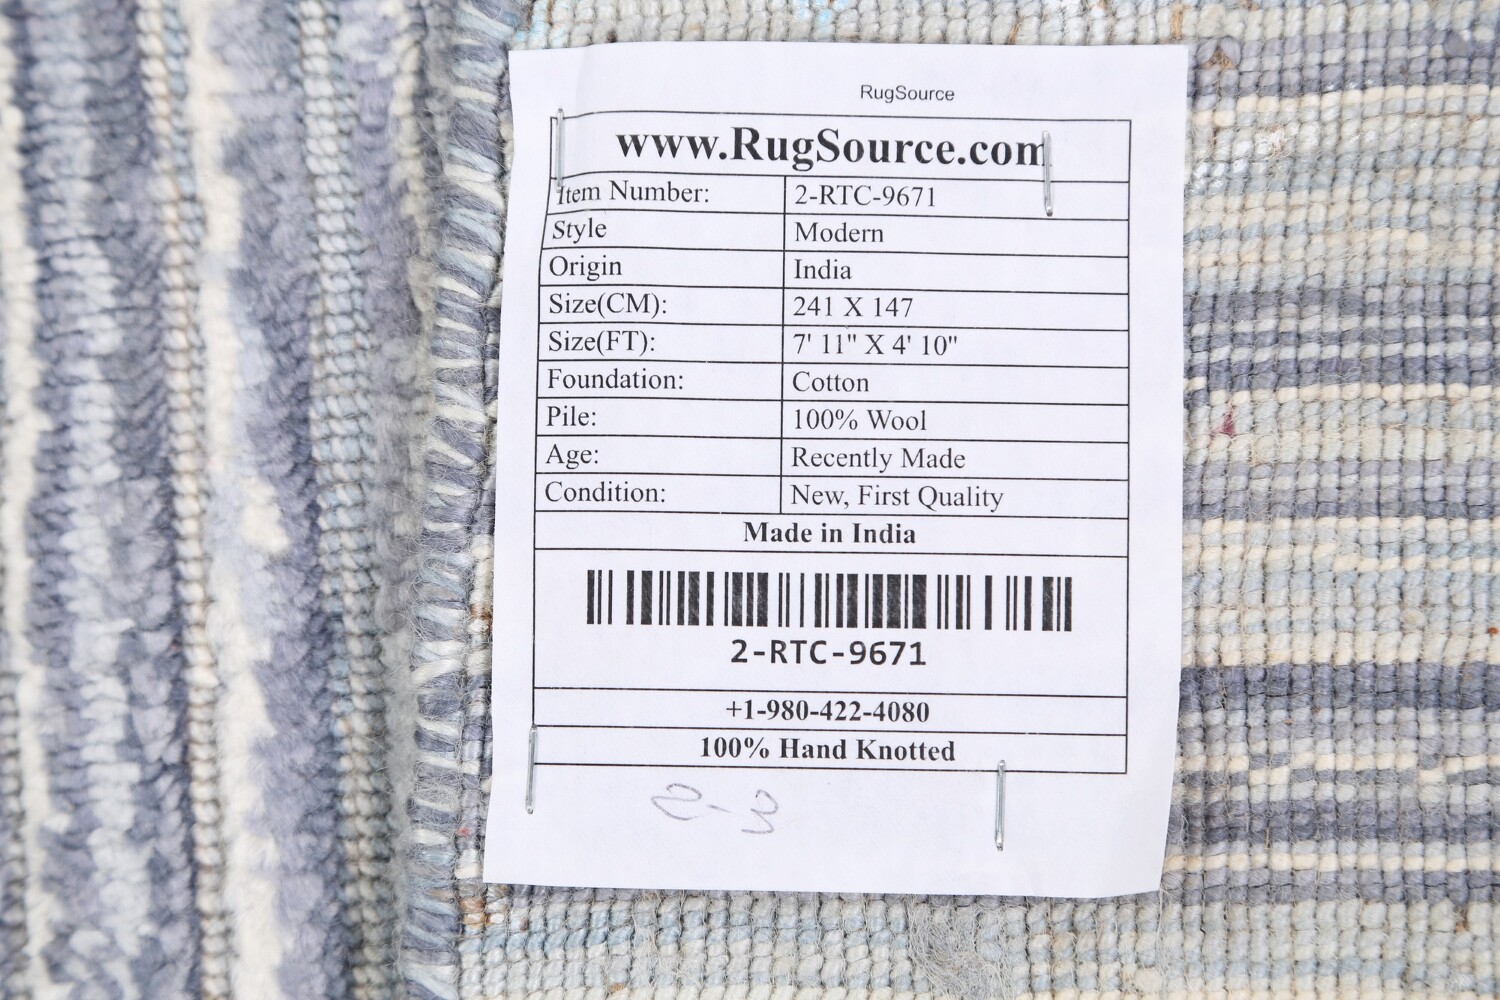 RugSource
www.RugSource.com
Item Number: 2-RTC-9671
Style Modern
Origin India
Size(CM): 241 X 147
Size(FT): 7' 11" X 4' 10"
Foundation: Cotton
Pile: 100% Wool
Age: Recently Made
Condition: New, First Quality
Made in India
2-RTC-9671
+1-980-422-4080
100% Hand Knotted